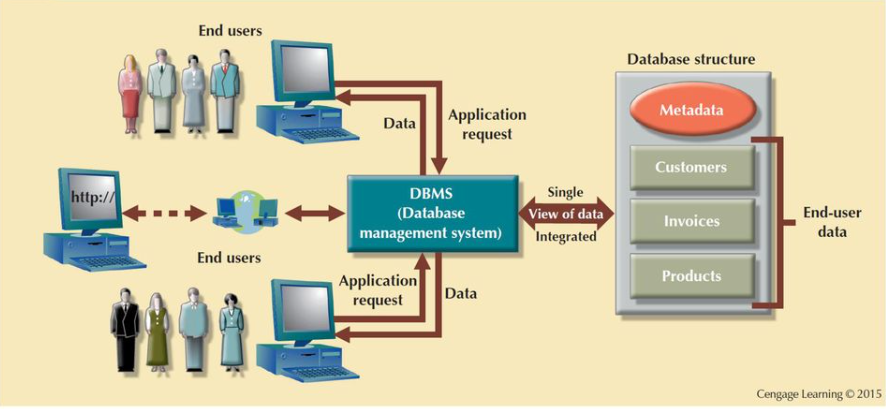 End users
Database structure
Metadata
Application
request
Data
Customers
http://
DBMS
(Database
management system)
Single
View of data
Integrated
Invoices
End-user
data
End users
Application
request
Data
Products
Cengage Learning © 2015